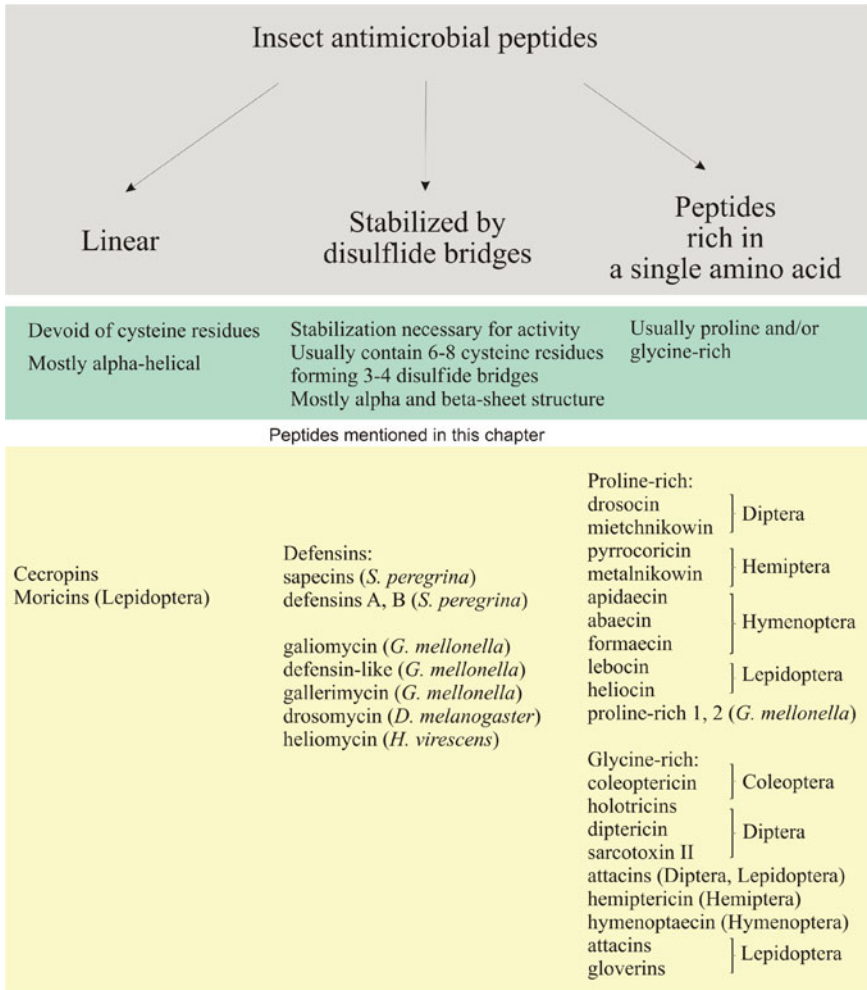 Insect antimicrobial peptides
Linear
Stabilized by
disulflide bridges
Peptides
rich in
a single amino acid
Devoid of cysteine residues
Mostly alpha-helical
Stabilization necessary for activity
Usually contain 6-8 cysteine residues
forming 3-4 disulfide bridges
Mostly alpha and beta-sheet structure
Usually proline and/or
glycine-rich
Peptides mentioned in this chapter
Cecropins
Moricins (Lepidoptera)
Defensins:
sapecins (S. peregrina)
defensins A, B (S. peregrina)
galiomycin (G. mellonella)
defensin-like (G. mellonella)
gallerimycin (G. mellonella)
drosomycin (D. melanogaster)
heliomycin (H. virescens)
Proline-rich:
drosocin
mietchnikowin
Diptera
pyrrocoricin
metalnikowin
Hemiptera
apidaecin
abaecin
formaecin
Hymenoptera
lebocin
heliocin
Lepidoptera
proline-rich 1, 2 (G. mellonella)
Glycine-rich:
coleoptericin
holotricins
Coleoptera
diptericin
sarcotoxin II
Diptera
attacins (Diptera, Lepidoptera)
hemiptericin (Hemiptera)
hymenoptaecin (Hymenoptera)
attacins
gloverins
Lepidoptera